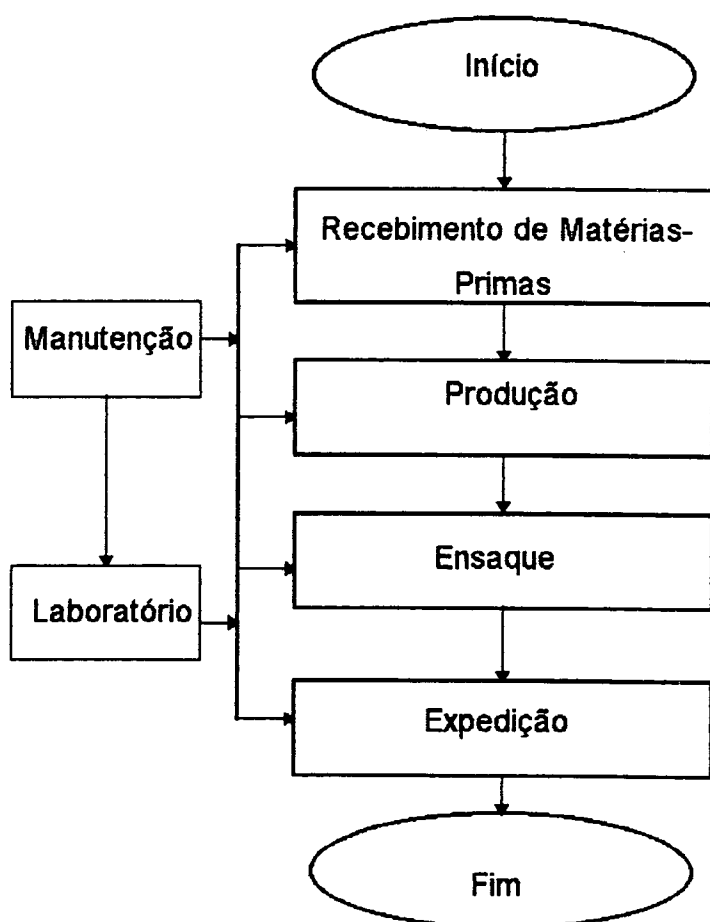 Início
Recebimento de Matérias-
Primas
Manutenção
Produção
Ensaque
Laboratório
Expedição
Fim